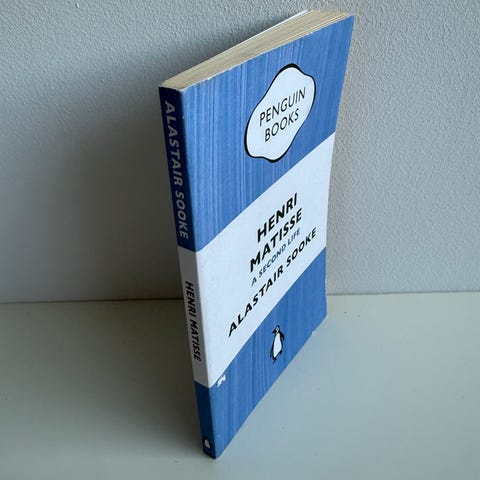 PENGUIN
BOOKS
HENRI
MATISSE
A SECOND LIFE
ALASTAIR SOOKE
ALASTAIR SOOKE
HENRI MATISSE